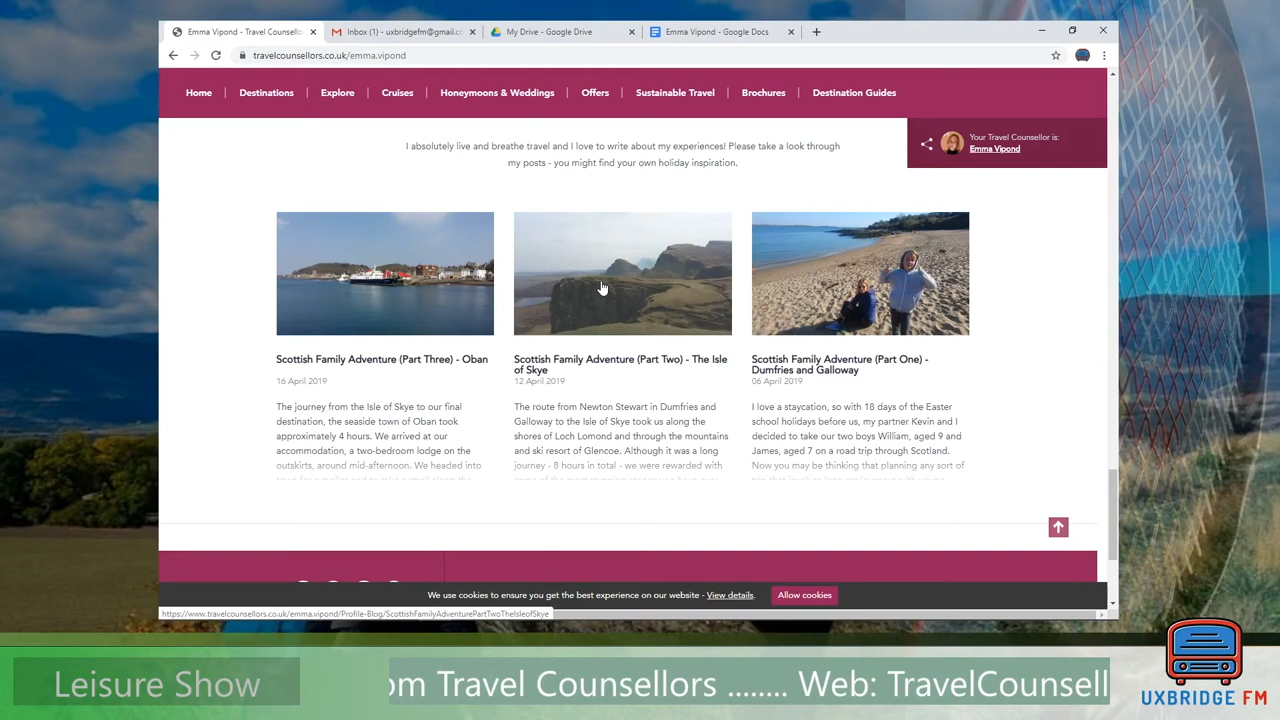 Emma Vipond - Travel Counsello
Inbox (1) - uxbridgefm@gmail.co
My Drive - Google Drive
Emma Vipond - Google Docs
travelcounsellors.co.uk/emma.vipond
Home
Destinations
Explore
Cruises
Honeymoons & Weddings
Offers
Sustainable Travel
Brochures
Destination Guides
Your Travel Counsellor is:
Emma Vipond
I absolutely live and breathe travel and I love to write about my experiences! Please take a look through
my posts - you might find your own holiday inspiration.
Scottish Family Adventure (Part Three) - Oban
16 April 2019
The journey from the Isle of Skye to our final
destination, the seaside town of Oban took
approximately 4 hours. We arrived at our
accommodation, a two-bedroom lodge on the
outskirts, around mid-afternoon. We headed into
Scottish Family Adventure (Part Two) - The Isle
of Skye
12 April 2019
The route from Newton Stewart in Dumfries and
Galloway to the Isle of Skye took us along the
shores of Loch Lomond and through the mountains
and ski resort of Glencoe. Although it was a long
journey - 8 hours in total - we were rewarded with
Scottish Family Adventure (Part One) -
Dumfries and Galloway
06 April 2019
I love a staycation, so with 18 days of the Easter
school holidays before us, my partner Kevin and I
decided to take our two boys William, aged 9 and
James, aged 7 on a road trip through Scotland.
Now you may be thinking that planning any sort of
We use cookies to ensure you get the best experience on our website - View details.
Allow cookies
https://www.travelcounsellors.co.uk/emma.vipond/Profile-Blog/ScottishFamilyAdventurePartTwoTheIsleofSkye
Leisure Show
om Travel Counsellors ........ Web: TravelCounsell
UXBRIDGE FM